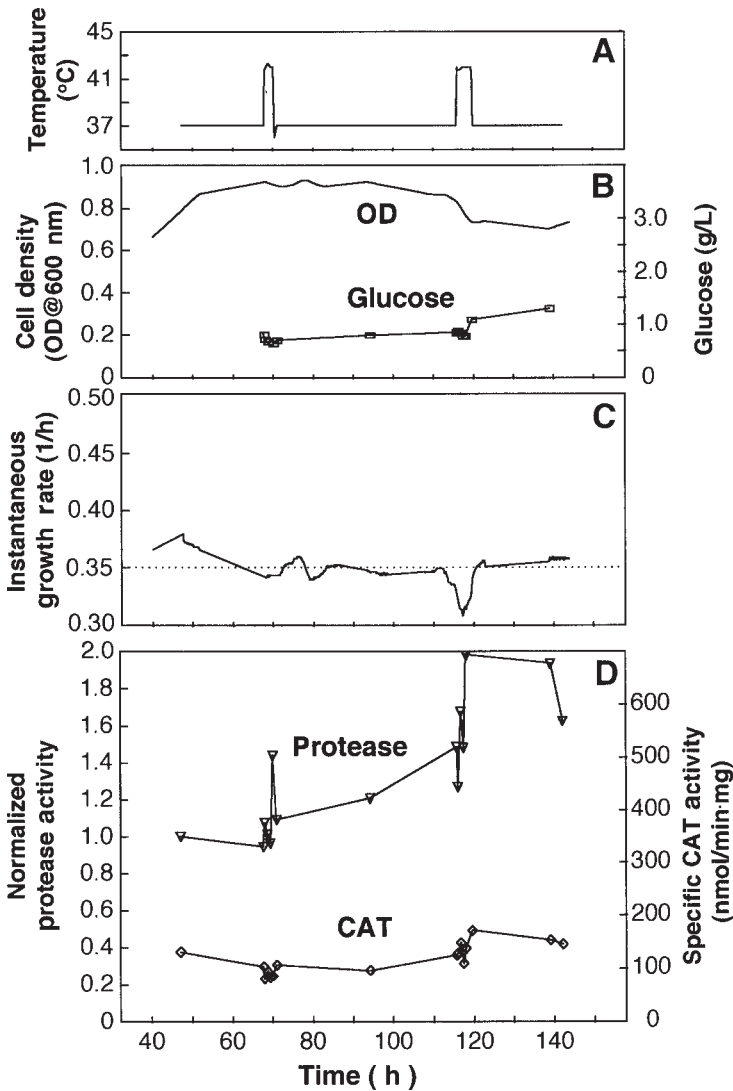 45
41
37
Temperature
(°C)
A
1.0
0.8
0.6
0.4
0.2
0
Cell density
(OD@600 nm)
B
OD
Glucose
3.0
2.0
1.0
0
Glucose (g/L)
0.50
0.45
0.40
0.35
0.30
Instantaneous
growth rate (1/h)
C
2.0
1.8
1.6
1.4
1.2
1.0
0.8
0.6
0.4
0.2
0
Normalized
protease activity
D
Protease
CAT
600
500
400
300
200
100
0
Specific CAT activity
(nmol/min·mg)
40 60 80 100 120 140
Time ( h )